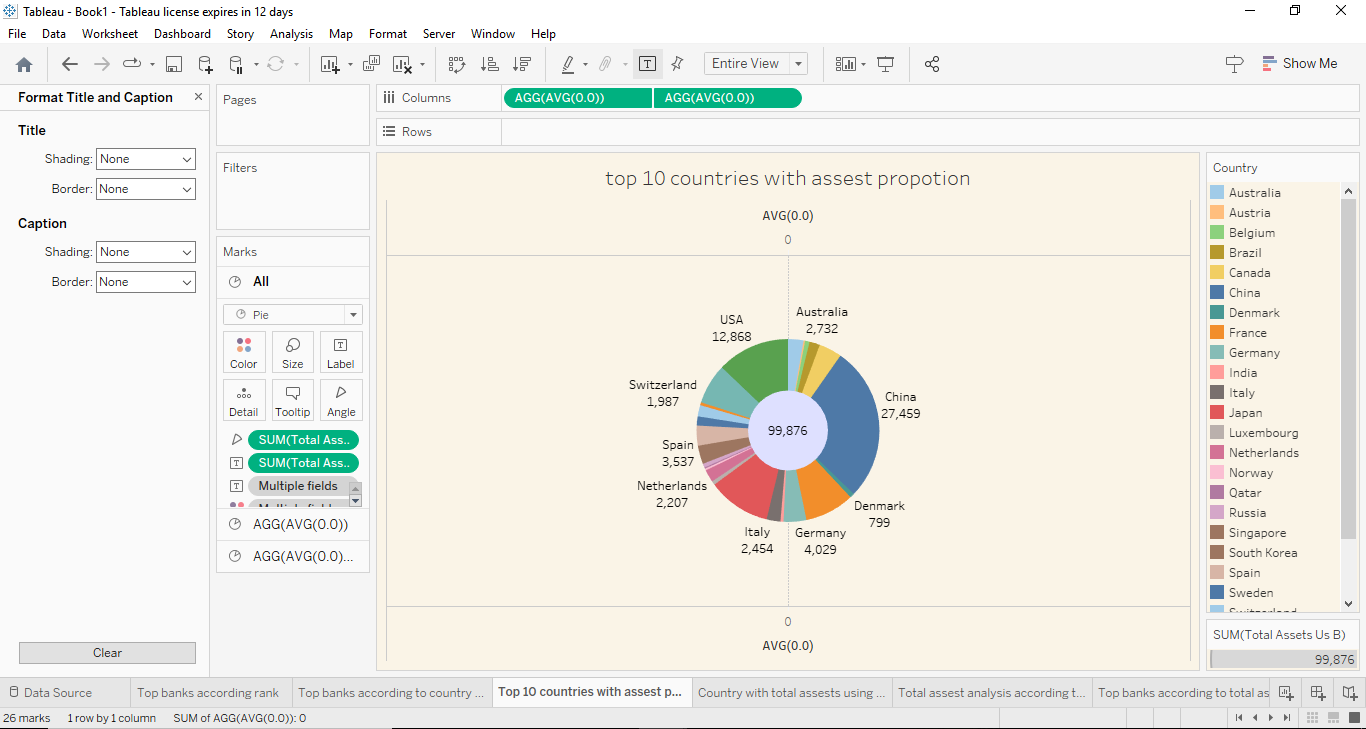 Tableau - Book1 - Tableau license expires in 12 days
File Data Worksheet Dashboard Story Analysis Map Format Server Window Help
Entire View
Show Me
Format Title and Caption
Title
Shading: None
Border: None
Caption
Shading: None
Border: None
Clear
Pages
Filters
Marks
All
Pie
Color Size Label
Detail Tooltip Angle
SUM(Total Ass..
SUM(Total Ass..
Multiple fields
AGG(AVG(0.0))
AGG(AVG(0.0)...
Columns AGG(AVG(0.0)) AGG(AVG(0.0))
Rows
top 10 countries with assest propotion
AVG(0.0)
0
USA
12,868
Australia
2,732
Switzerland
1,987
China
27,459
99,876
Spain
3,537
Netherlands
2,207
Denmark
799
Italy
2,454
Germany
4,029
0
AVG(0.0)
Country
Australia
Austria
Belgium
Brazil
Canada
China
Denmark
France
Germany
India
Italy
Japan
Luxembourg
Netherlands
Norway
Qatar
Russia
Singapore
South Korea
Spain
Sweden
Switzerland
SUM(Total Assets Us B)
99,876
Data Source Top banks according rank Top banks according to country ... Top 10 countries with assest p... Country with total assests using ... Total assest analysis according t... Top banks according to total as
26 marks 1 row by 1 column SUM of AGG(AVG(0.0)): 0